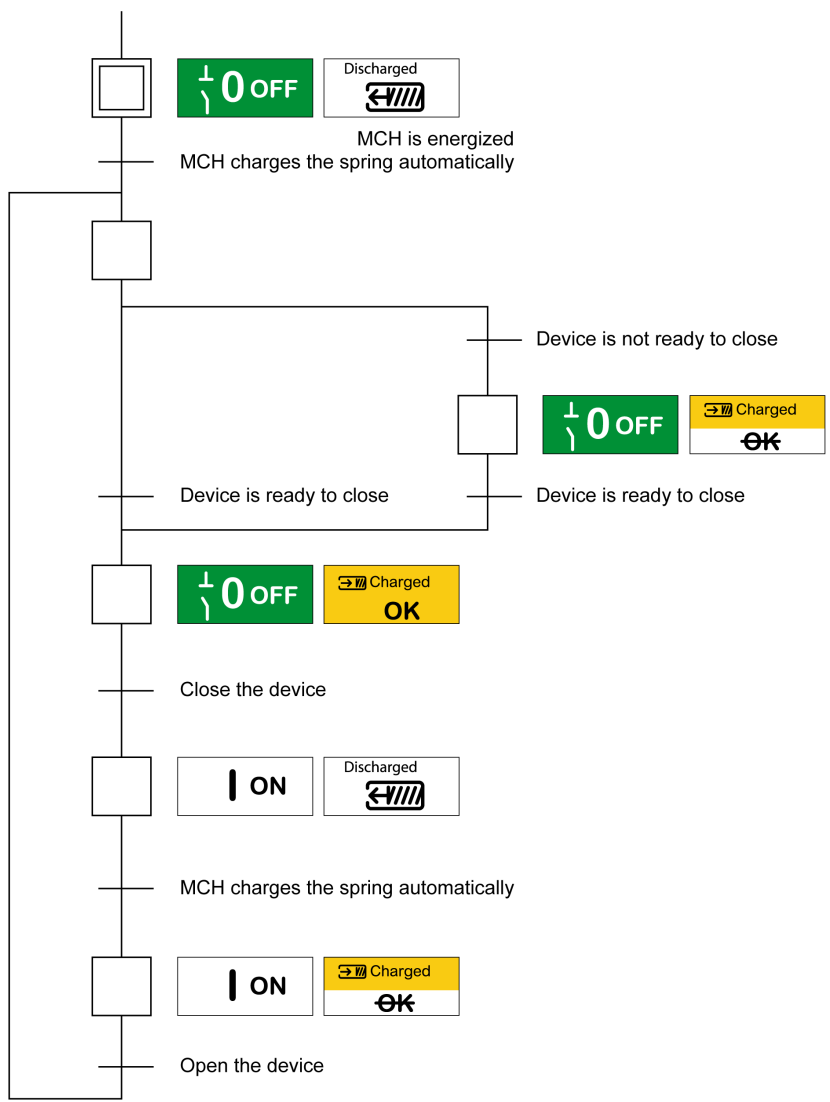 0 OFF
Discharged
MCH is energized
MCH charges the spring automatically
Device is not ready to close
0 OFF
Charged
OK
Device is ready to close
Device is ready to close
0 OFF
Charged
OK
Close the device
I ON
Discharged
MCH charges the spring automatically
I ON
Charged
OK
Open the device